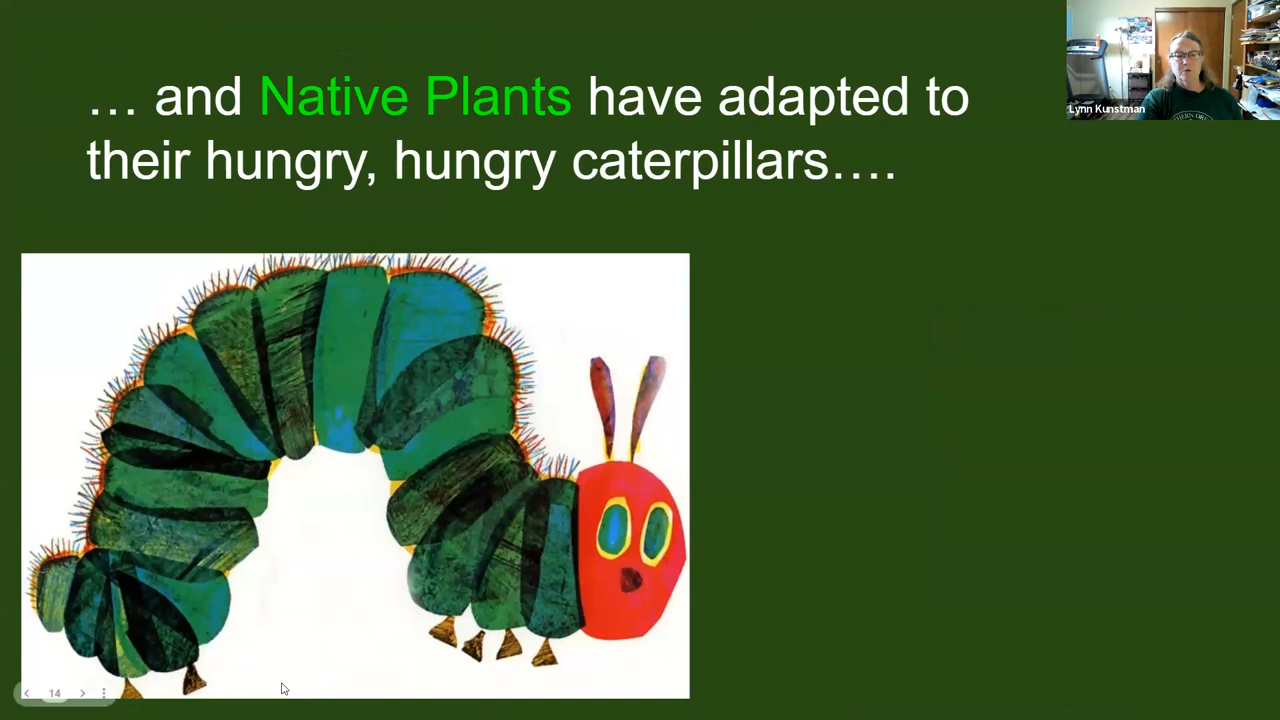 … and Native Plants have adapted to
their hungry, hungry caterpillars….
Lynn Kunstman
14